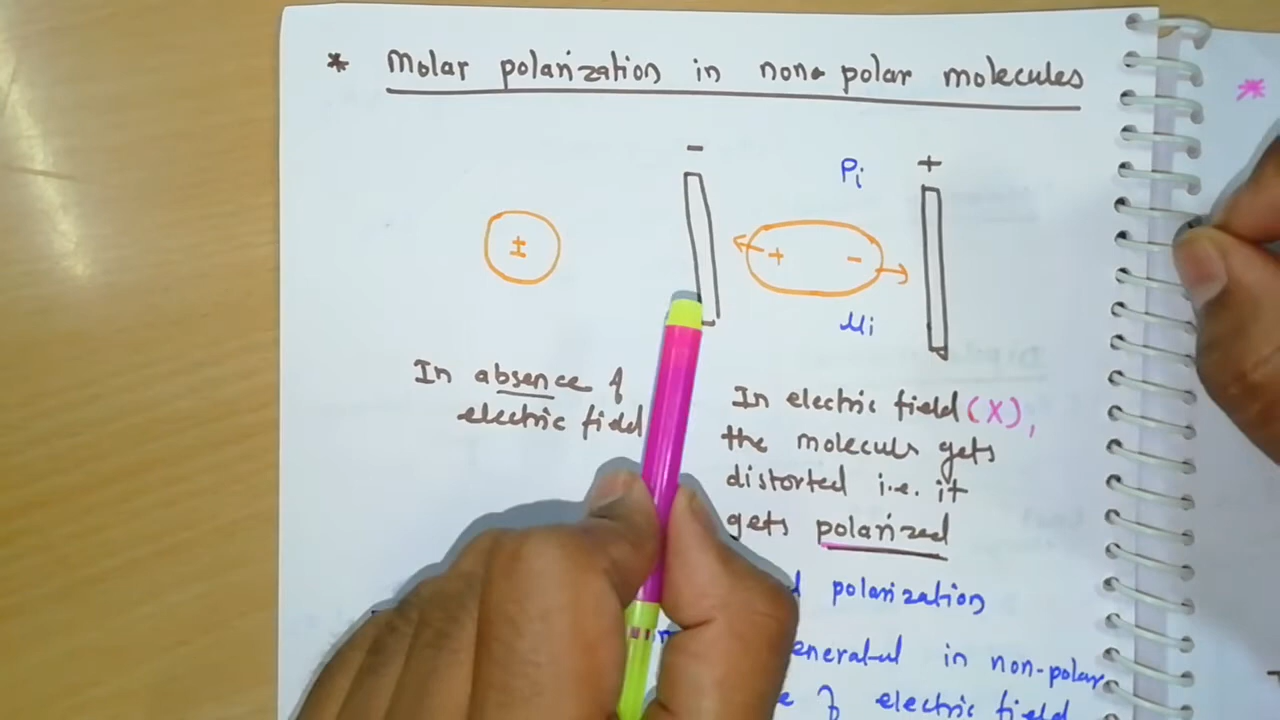 * Molar polarization in non-polar molecules
- Pi +
±
+ -
μi
In absence of
electric field
In electric field (X),
the molecule gets
distorted i.e. it
gets polarized
polarization
in non-polar
of electric field
*